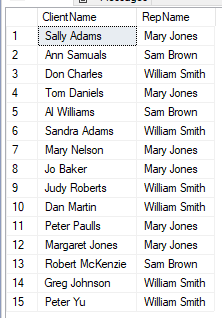 Messages
ClientName RepName
1 Sally Adams Mary Jones
2 Ann Samuals Sam Brown
3 Don Charles William Smith
4 Tom Daniels Mary Jones
5 Al Williams Sam Brown
6 Sandra Adams William Smith
7 Mary Nelson Mary Jones
8 Jo Baker Mary Jones
9 Judy Roberts William Smith
10 Dan Martin William Smith
11 Peter Paulls Mary Jones
12 Margaret Jones Mary Jones
13 Robert McKenzie Sam Brown
14 Greg Johnson William Smith
15 Peter Yu William Smith